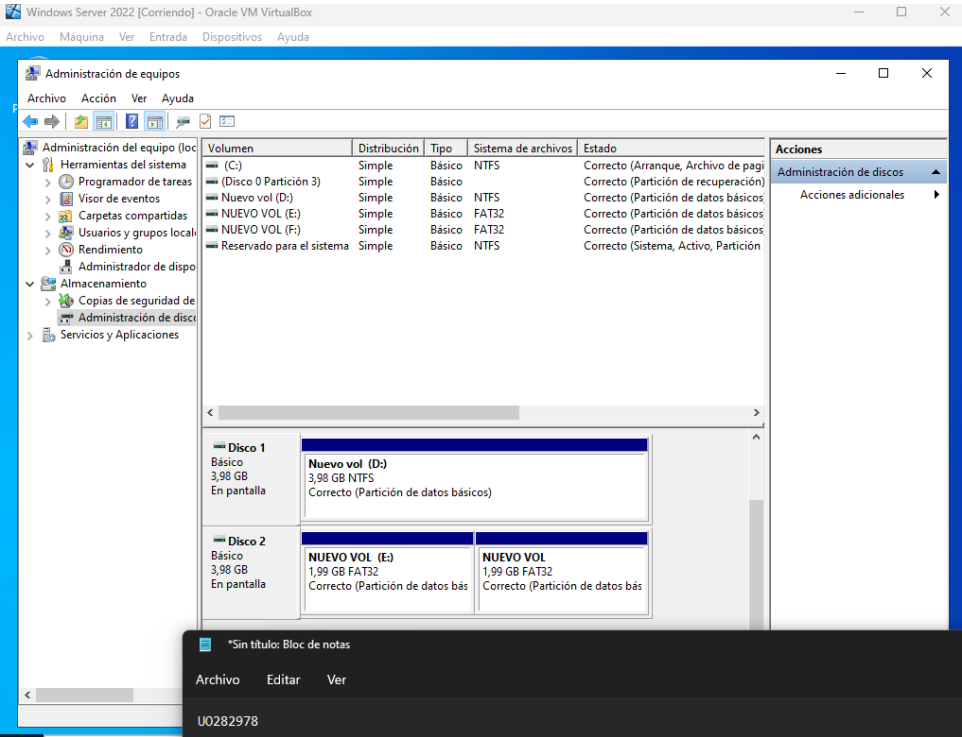 Windows Server 2022 [Corriendo] - Oracle VM VirtualBox
Archivo Máquina Ver Entrada Dispositivos Ayuda
Administración de equipos
Archivo Acción Ver Ayuda
Administración del equipo (loc
Herramientas del sistema
Programador de tareas
Visor de eventos
Carpetas compartidas
Usuarios y grupos local
Rendimiento
Administrador de dispo
Almacenamiento
Copias de seguridad de
Administración de disco
Servicios y Aplicaciones
Volumen Distribución Tipo Sistema de archivos Estado
(C:) Simple Básico NTFS Correcto (Arranque, Archivo de pagi
(Disco 0 Partición 3) Simple Básico Correcto (Partición de recuperación)
Nuevo vol (D:) Simple Básico NTFS Correcto (Partición de datos básicos
NUEVO VOL (E:) Simple Básico FAT32 Correcto (Partición de datos básicos
NUEVO VOL (F:) Simple Básico FAT32 Correcto (Partición de datos básicos
Reservado para el sistema Simple Básico NTFS Correcto (Sistema, Activo, Partición
Acciones
Administración de discos
Acciones adicionales
Disco 1
Básico
3,98 GB
En pantalla
Nuevo vol (D:)
3,98 GB NTFS
Correcto (Partición de datos básicos)
Disco 2
Básico
3,98 GB
En pantalla
NUEVO VOL (E:)
1,99 GB FAT32
Correcto (Partición de datos bás
NUEVO VOL
1,99 GB FAT32
Correcto (Partición de datos bás
*Sin título: Bloc de notas
Archivo Editar Ver
UO282978